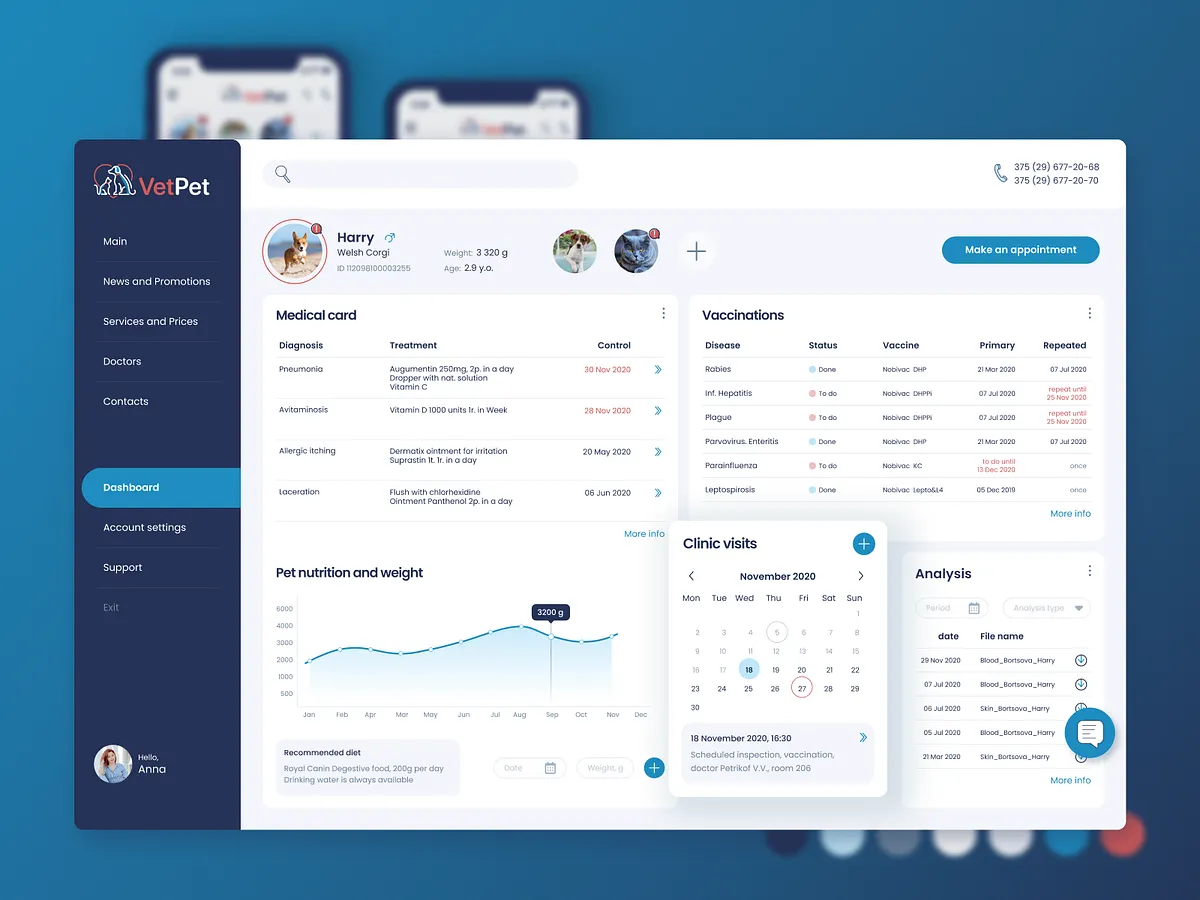 VetPet
Main
News and Promotions
Services and Prices
Doctors
Contacts
Dashboard
Account settings
Support
Exit
Hello,
Anna
375 (29) 677-20-68
375 (29) 677-20-70
Harry
Welsh Corgi
ID 112098100003255
Weight: 3 320 g
Age: 2.9 y.o.
Make an appointment
Medical card
Diagnosis Treatment Control
Pneumonia Augumentin 250mg, 2p. in a day 30 Nov 2020
Dropper with nat. solution
Vitamin C
Avitaminosis Vitamin D 1000 units 1r. in Week 28 Nov 2020
Allergic itching Dermatix ointment for irritation 20 May 2020
Suprastin 1t. 1r. in a day
Laceration Flush with chlorhexidine 06 Jun 2020
Ointment Panthenol 2p. in a day
More info
Vaccinations
Disease Status Vaccine Primary Repeated
Rabies Done Nobivac DHP 21 Mar 2020 07 Jul 2020
Inf. Hepatitis To do Nobivac DHPPi 07 Jul 2020 repeat until
25 Nov 2020
Plague To do Nobivac DHPPi 07 Jul 2020 repeat until
25 Nov 2020
Parvovirus. Enteritis Done Nobivac DHP 21 Mar 2020 07 Jul 2020
Parainfluenza To do Nobivac KC to do until
13 Dec 2020 once
Leptospirosis Done Nobivac Lepto&L4 05 Dec 2019 once
More info
Pet nutrition and weight
6000
4000
3000
2000
1000
500
3200 g
Jan Feb Apr Mar May Jun Jul Aug Sep Oct Nov Dec
Recommended diet
Royal Canin Degestive food, 200g per day
Drinking water is always available
Date
Weight, g
Clinic visits
November 2020
Mon Tue Wed Thu Fri Sat Sun
1
2 3 4 5 6 7 8
9 10 11 12 13 14 15
16 17 18 19 20 21 22
23 24 25 26 27 28 29
30
18 November 2020, 16:30
Scheduled inspection, vaccination,
doctor Petrikof V.V., room 206
Analysis
Period
Analysis type
date File name
29 Nov 2020 Blood_Bortsova_Harry
07 Jul 2020 Blood_Bortsova_Harry
06 Jul 2020 Skin_Bortsova_Harry
05 Jul 2020 Blood_Bortsova_Harry
21 Mar 2020 Skin_Bortsova_Harry
More info